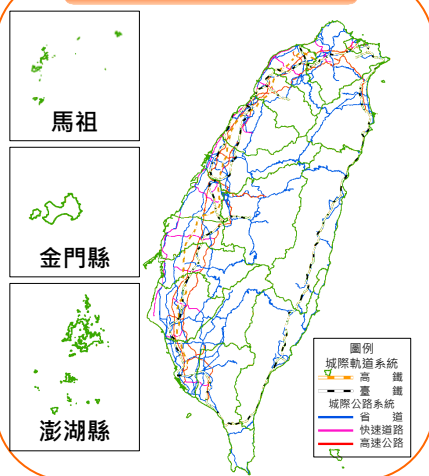 馬祖
金門縣
澎湖縣
圖例
城際軌道系統
高 鐵
臺 鐵
城際公路系統
省 道
快速道路
高速公路